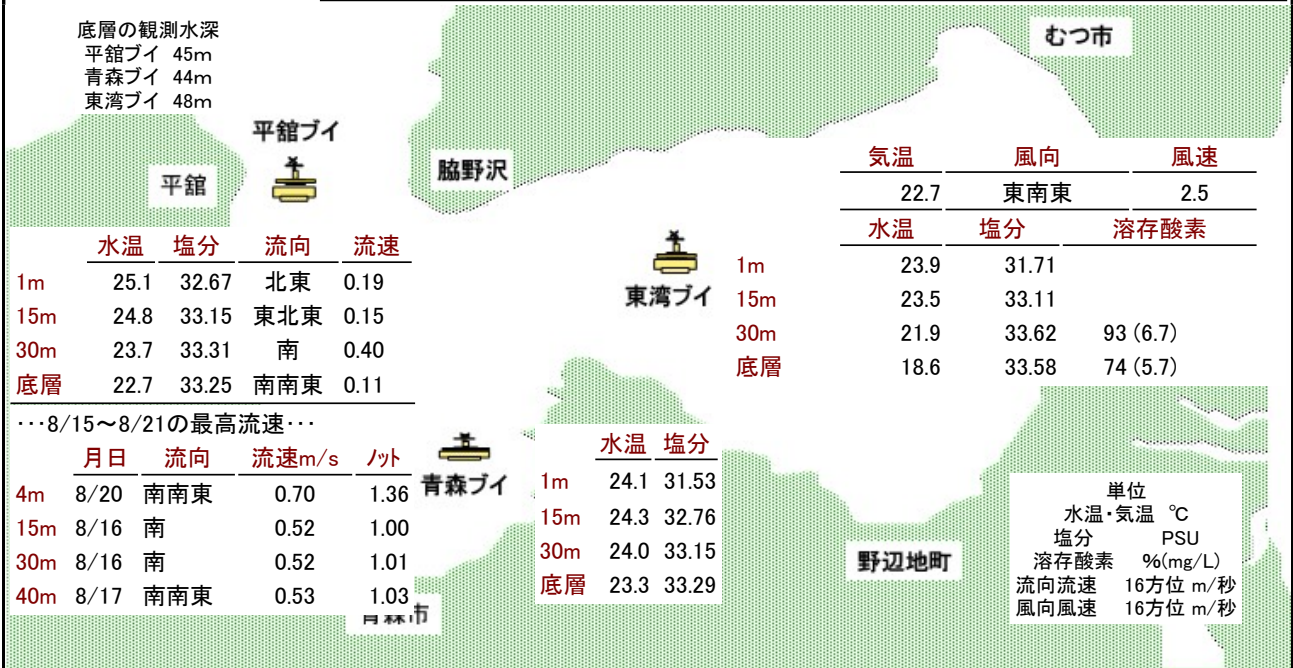 底層の観測水深
平舘ブイ 45m
青森ブイ 44m
東湾ブイ 48m
むつ市
平舘ブイ
平舘
脇野沢
水温 塩分 流向 流速
1m 25.1 32.67 北東 0.19
15m 24.8 33.15 東北東 0.15
30m 23.7 33.31 南 0.40
底層 22.7 33.25 南南東 0.11
…8/15～8/21の最高流速…
月日 流向 流速m/s ノット
4m 8/20 南南東 0.70 1.36
15m 8/16 南 0.52 1.00
30m 8/16 南 0.52 1.01
40m 8/17 南南東 0.53 1.03
東湾ブイ
気温 風向 風速
22.7 東南東 2.5
水温 塩分 溶存酸素
1m 23.9 31.71
15m 23.5 33.11
30m 21.9 33.62 93 (6.7)
底層 18.6 33.58 74 (5.7)
青森ブイ
水温 塩分
1m 24.1 31.53
15m 24.3 32.76
30m 24.0 33.15
底層 23.3 33.29
青森市
野辺地町
単位
水温・気温 ℃
塩分 PSU
溶存酸素 %(mg/L)
流向流速 16方位 m/秒
風向風速 16方位 m/秒